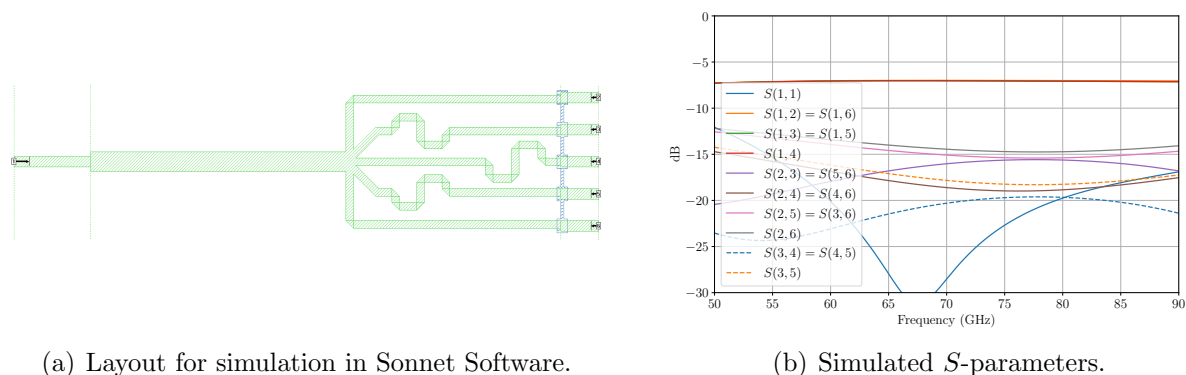 0
−5
−10
−15
−20
−25
−30
dB
S(1, 1)
S(1, 2) = S(1, 6)
S(1, 3) = S(1, 5)
S(1, 4)
S(2, 3) = S(5, 6)
S(2, 4) = S(4, 6)
S(2, 5) = S(3, 6)
S(2, 6)
S(3, 4) = S(4, 5)
S(3, 5)
50 55 60 65 70 75 80 85 90
Frequency (GHz)
(a) Layout for simulation in Sonnet Software.
(b) Simulated S-parameters.